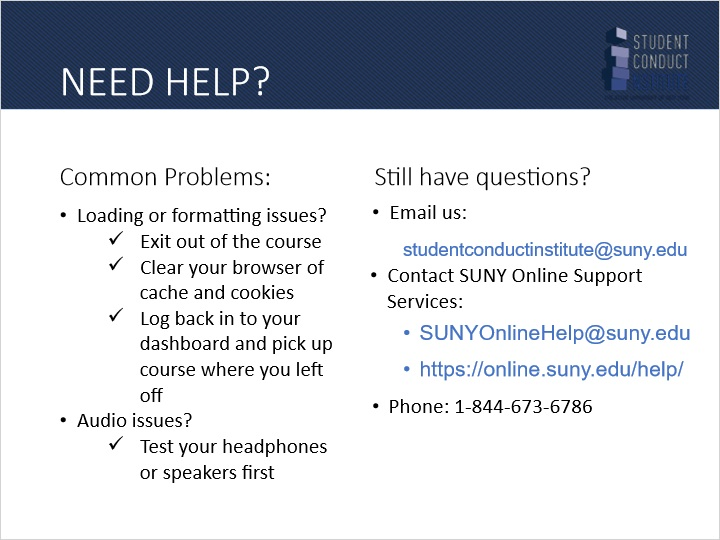 STUDENT
CONDUCT
NEED HELP?
Common Problems:
• Loading or formatting issues?
✓ Exit out of the course
✓ Clear your browser of
cache and cookies
✓ Log back in to your
dashboard and pick up
course where you left
off
• Audio issues?
✓ Test your headphones
or speakers first
Still have questions?
• Email us:
studentconductinstitute@suny.edu
• Contact SUNY Online Support
Services:
• SUNYOnlineHelp@suny.edu
• https://online.suny.edu/help/
• Phone: 1-844-673-6786